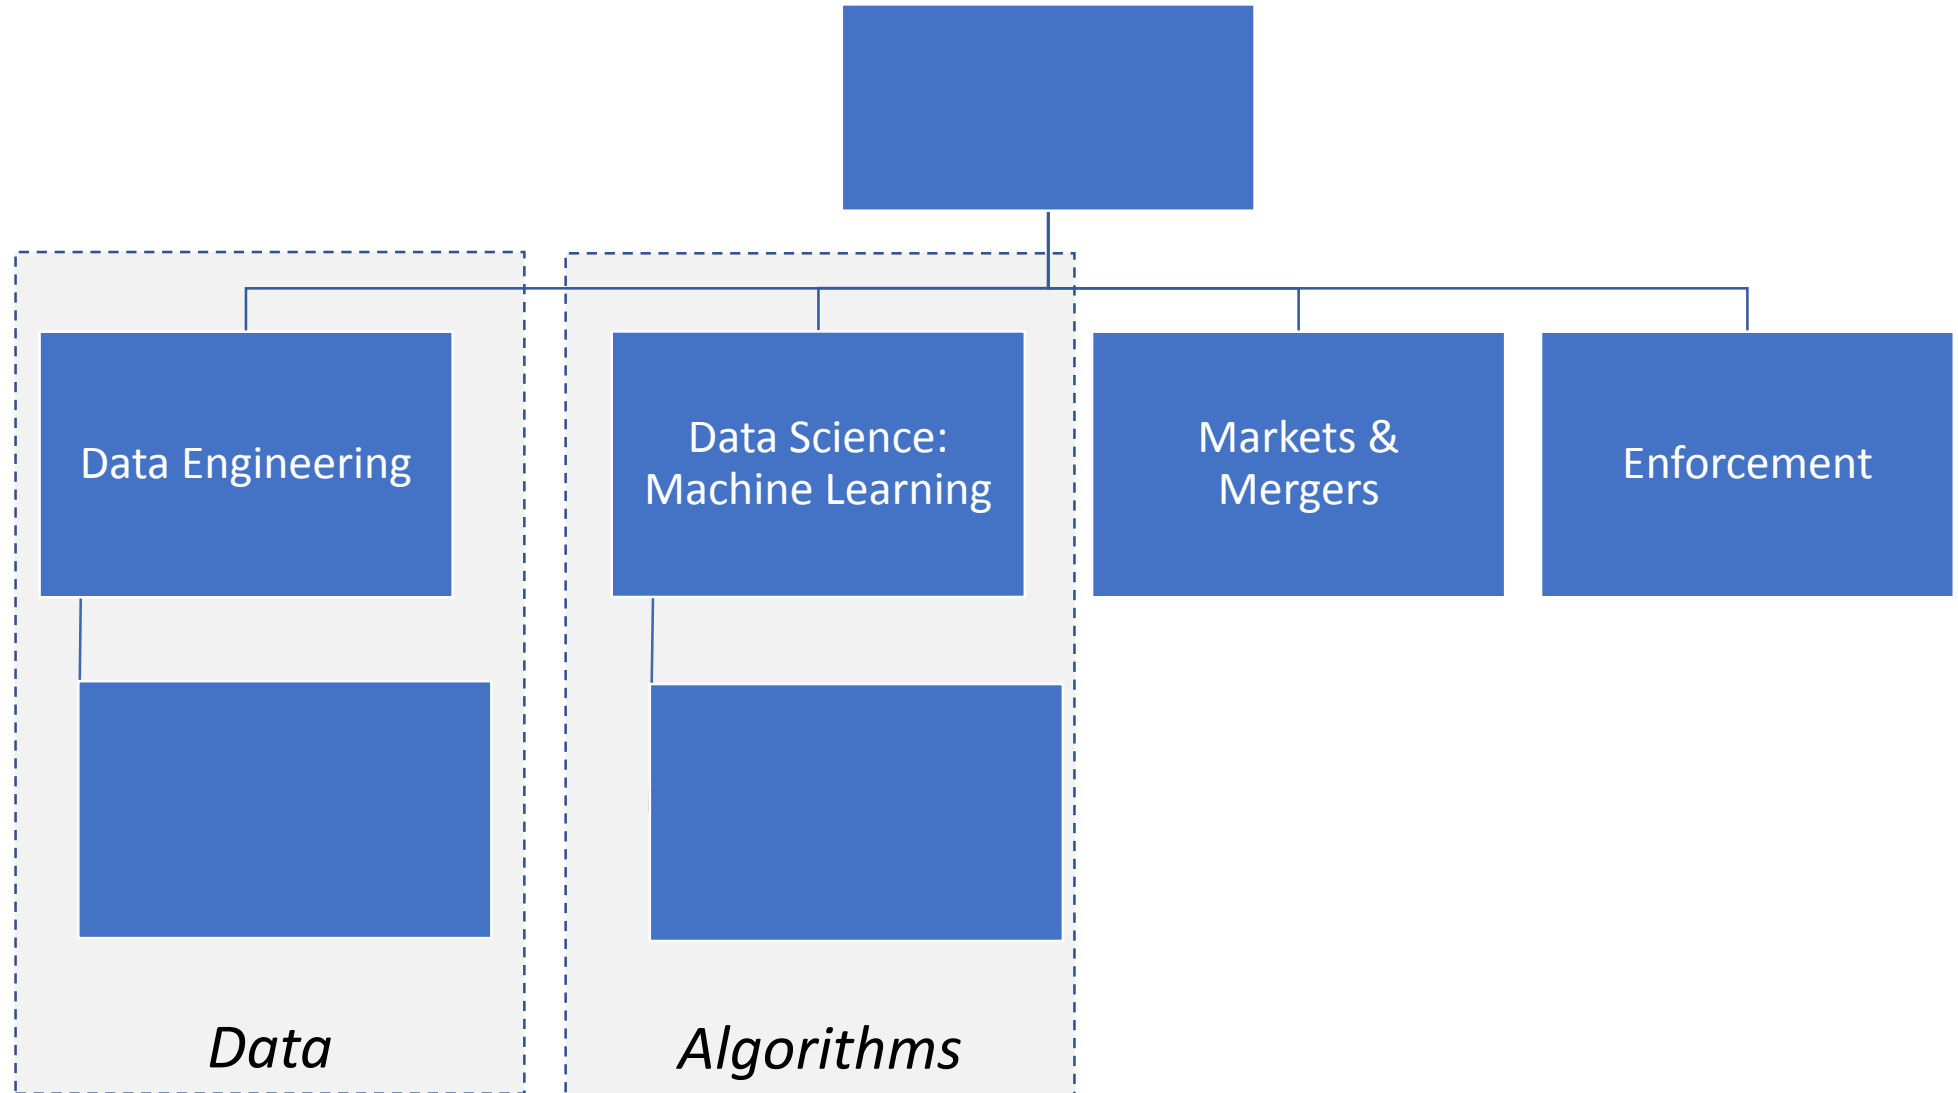 Data Engineering
Data Science:
Machine Learning
Markets &
Mergers
Enforcement
Data
Algorithms